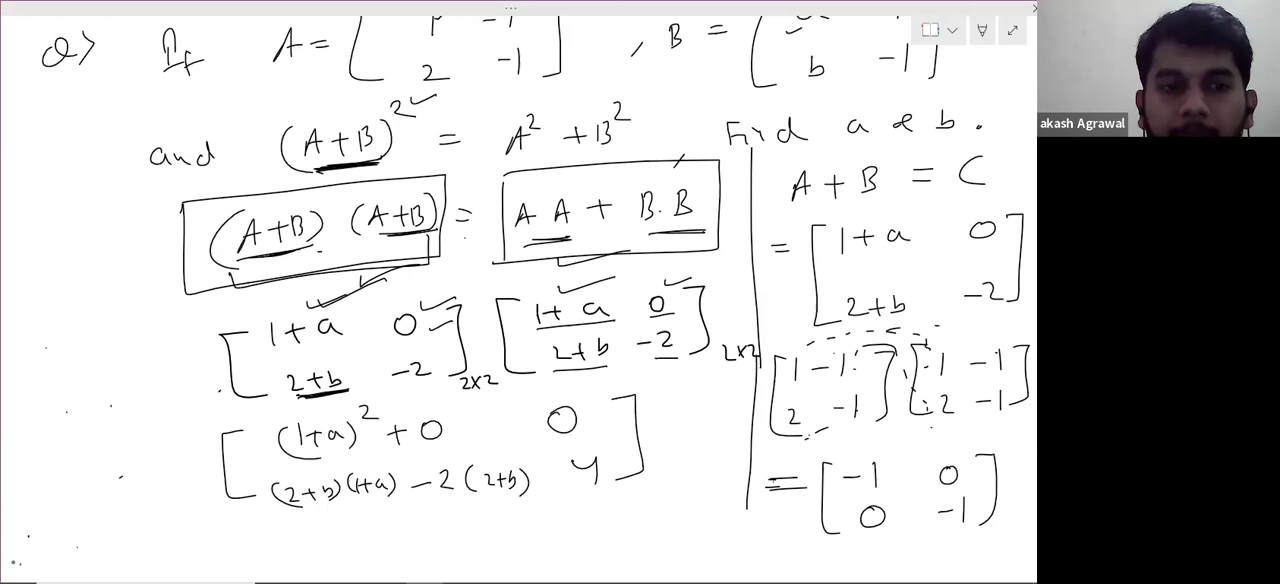 Q> If A = [ 1 -1 , B = [
2 -1 ] b -1 ]
and (A+B)² = A² + B² Find a & b.
(A+B) (A+B) = A A + B.B
A + B = C
= [ 1+a 0
2+b -2 ]
[ 1+a 0 [ 1+a 0
2+b -2 ] 2×2 2+b -2 ] 2×2
[ 1 -1 [ 1 -1
2 -1 ] 2 -1 ]
[ (1+a)² + 0 0
(2+b)(1+a) -2(2+b) 4 ]
= [ -1 0
0 -1 ]
akash Agrawal